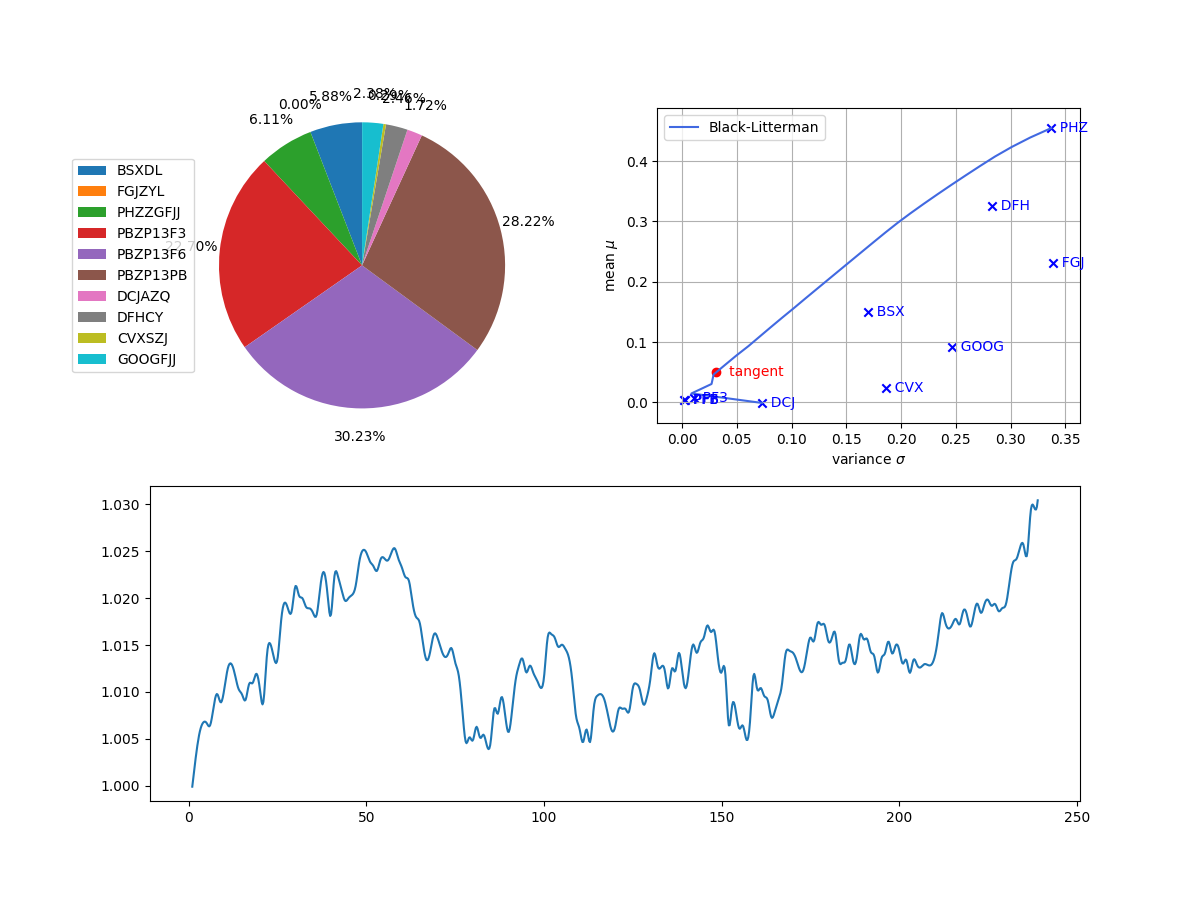 5.88%
0.00%
6.11%
30.23%
28.22%
1.72%
2.46%
2.38%
BSXDL
FGJZYL
PHZZGFJJ
PBZP13F3
PBZP13F6
PBZP13PB
DCJAZQ
DFHCY
CVXSZJ
GOOGFJJ
Black-Litterman
mean μ
0.4
0.3
0.2
0.1
0.0
PHZ
DFH
FGJ
BSX
GOOG
tangent
CVX
DCJ
0.00 0.05 0.10 0.15 0.20 0.25 0.30 0.35
variance σ
1.030
1.025
1.020
1.015
1.010
1.005
1.000
0 50 100 150 200 250